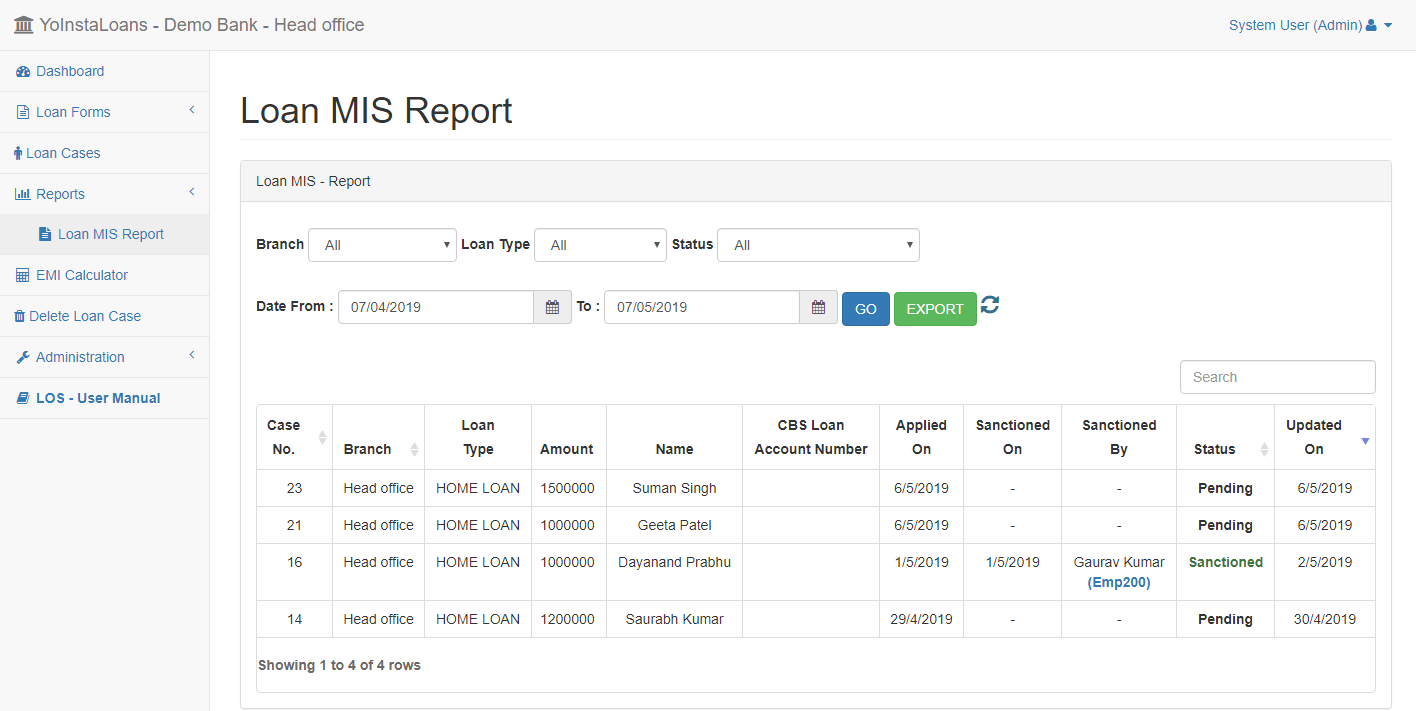 YoInstaLoans - Demo Bank - Head office
System User (Admin)
Dashboard
Loan Forms
Loan Cases
Reports
Loan MIS Report
EMI Calculator
Delete Loan Case
Administration
LOS - User Manual
Loan MIS Report
Loan MIS - Report
Branch All Loan Type All Status All
Date From : 07/04/2019 To : 07/05/2019 GO EXPORT
Search
Case No. Branch Loan Type Amount Name CBS Loan Account Number Applied On Sanctioned On Sanctioned By Status Updated On
23 Head office HOME LOAN 1500000 Suman Singh 6/5/2019 - - Pending 6/5/2019
21 Head office HOME LOAN 1000000 Geeta Patel 6/5/2019 - - Pending 6/5/2019
16 Head office HOME LOAN 1000000 Dayanand Prabhu 1/5/2019 1/5/2019 Gaurav Kumar (Emp200) Sanctioned 2/5/2019
14 Head office HOME LOAN 1200000 Saurabh Kumar 29/4/2019 - - Pending 30/4/2019
Showing 1 to 4 of 4 rows